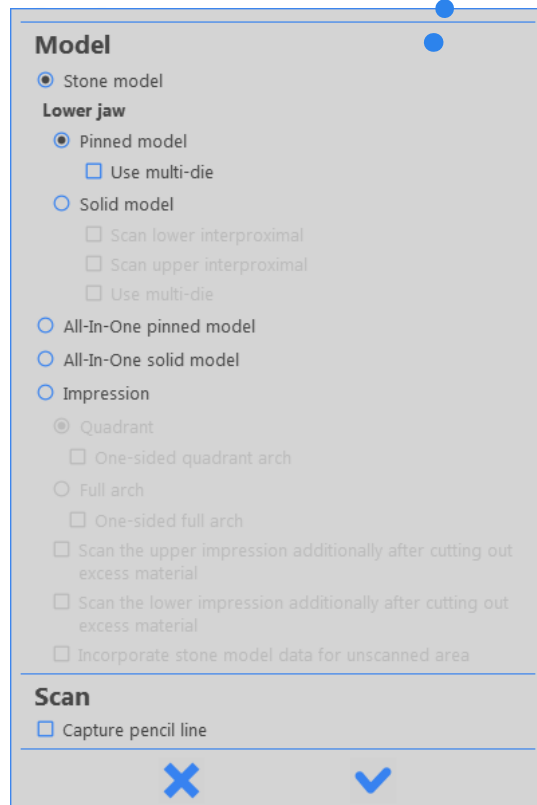 Model
Stone model
Lower jaw
Pinned model
Use multi-die
Solid model
Scan lower interproximal
Scan upper interproximal
Use multi-die
All-In-One pinned model
All-In-One solid model
Impression
Quadrant
One-sided quadrant arch
Full arch
One-sided full arch
Scan the upper impression additionally after cutting out
excess material
Scan the lower impression additionally after cutting out
excess material
Incorporate stone model data for unscanned area
Scan
Capture pencil line